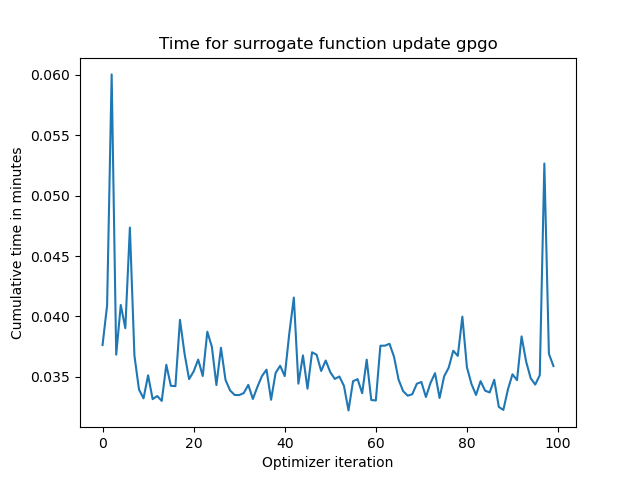 Time for surrogate function update gpgo
Cumulative time in minutes
0.060
0.055
0.050
0.045
0.040
0.035
0 20 40 60 80 100
Optimizer iteration